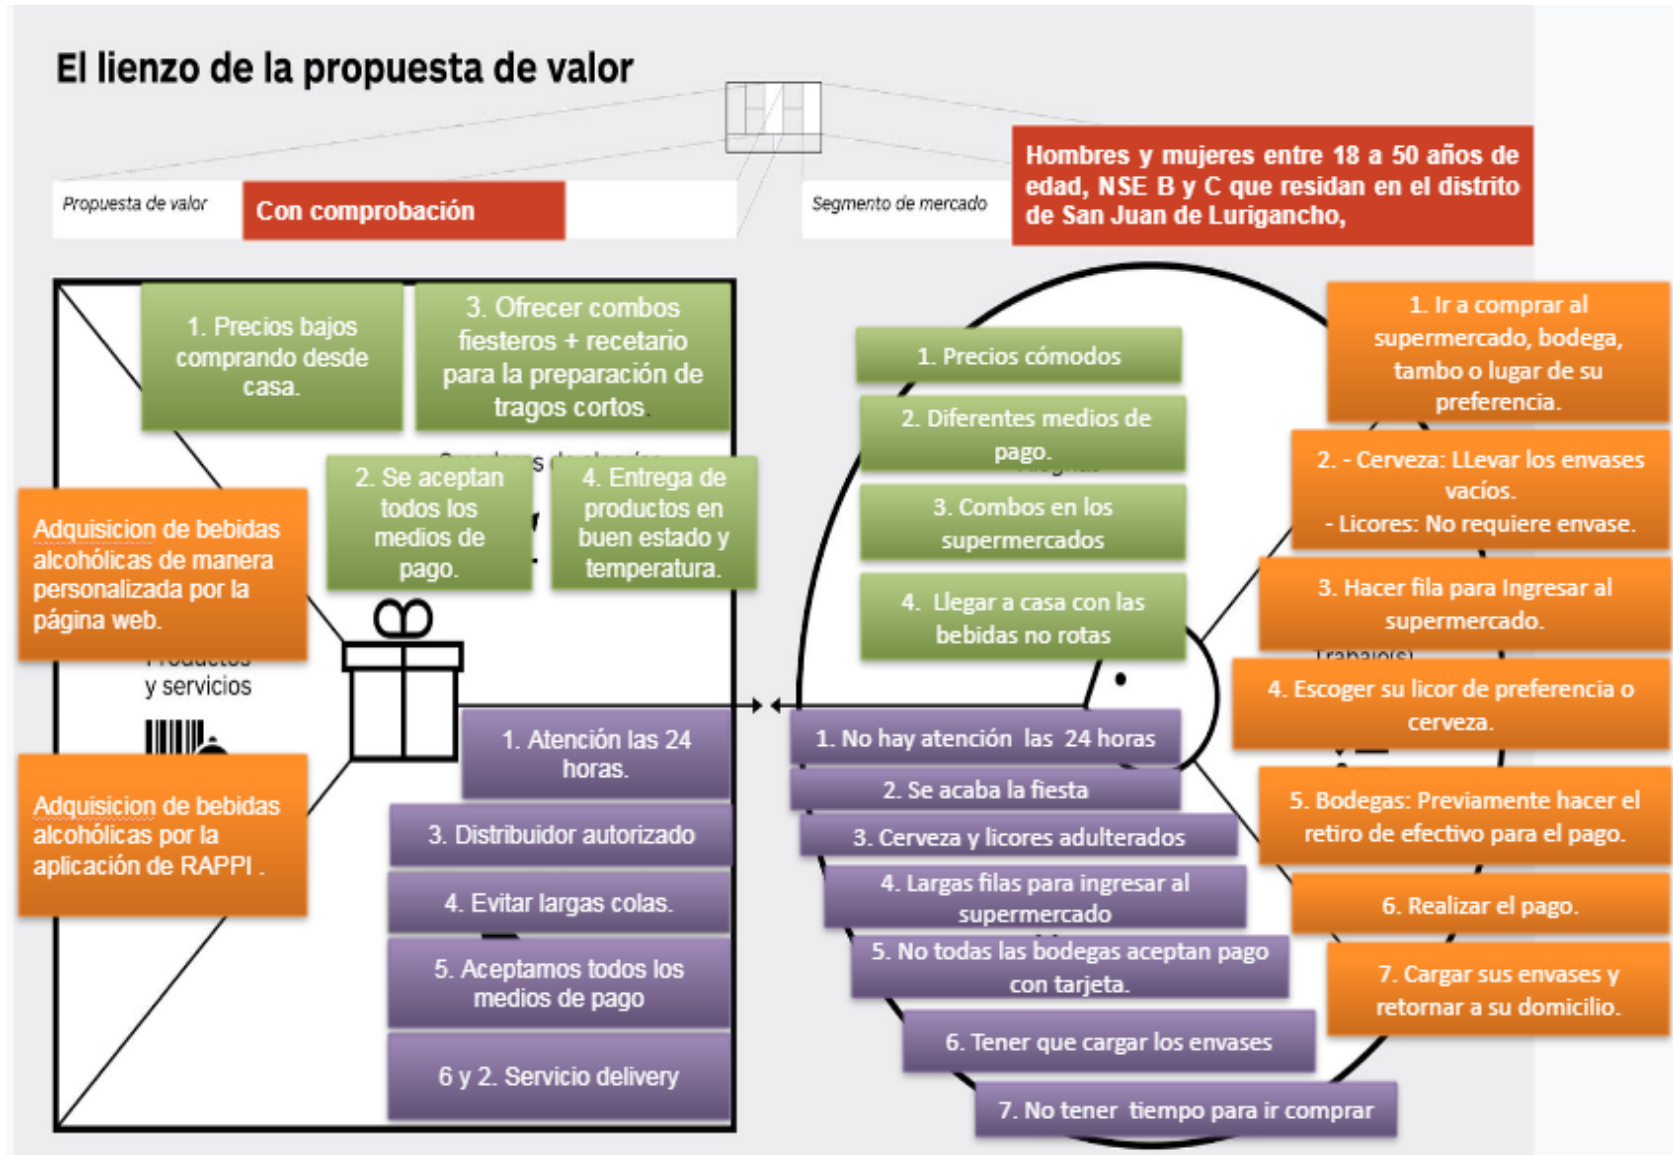 El lienzo de la propuesta de valor
Propuesta de valor
Con comprobación
Segmento de mercado
Hombres y mujeres entre 18 a 50 años de
edad, NSE B y C que residan en el distrito
de San Juan de Lurigancho,
1. Precios bajos
comprando desde
casa.
3. Ofrecer combos
fiesteros + recetario
para la preparación de
tragos cortos.
2. Se aceptan
todos los
medios de
pago.
4. Entrega de
productos en
buen estado y
temperatura.
Adquisicion de bebidas
alcohólicas de manera
personalizada por la
página web.
Productos
y servicios
Adquisicion de bebidas
alcohólicas por la
aplicación de RAPPI .
1. Atención las 24
horas.
3. Distribuidor autorizado
4. Evitar largas colas.
5. Aceptamos todos los
medios de pago
6 y 2. Servicio delivery
1. Precios cómodos
2. Diferentes medios de
pago.
3. Combos en los
supermercados
4. Llegar a casa con las
bebidas no rotas
1. No hay atención las 24 horas
2. Se acaba la fiesta
3. Cerveza y licores adulterados
4. Largas filas para ingresar al
supermercado
5. No todas las bodegas aceptan pago
con tarjeta.
6. Tener que cargar los envases
7. No tener tiempo para ir comprar
1. Ir a comprar al
supermercado, bodega,
tambo o lugar de su
preferencia.
2. - Cerveza: LLevar los envases
vacíos.
- Licores: No requiere envase.
3. Hacer fila para Ingresar al
supermercado.
Trabajo(s)
4. Escoger su licor de preferencia o
cerveza.
5. Bodegas: Previamente hacer el
retiro de efectivo para el pago.
6. Realizar el pago.
7. Cargar sus envases y
retornar a su domicilio.